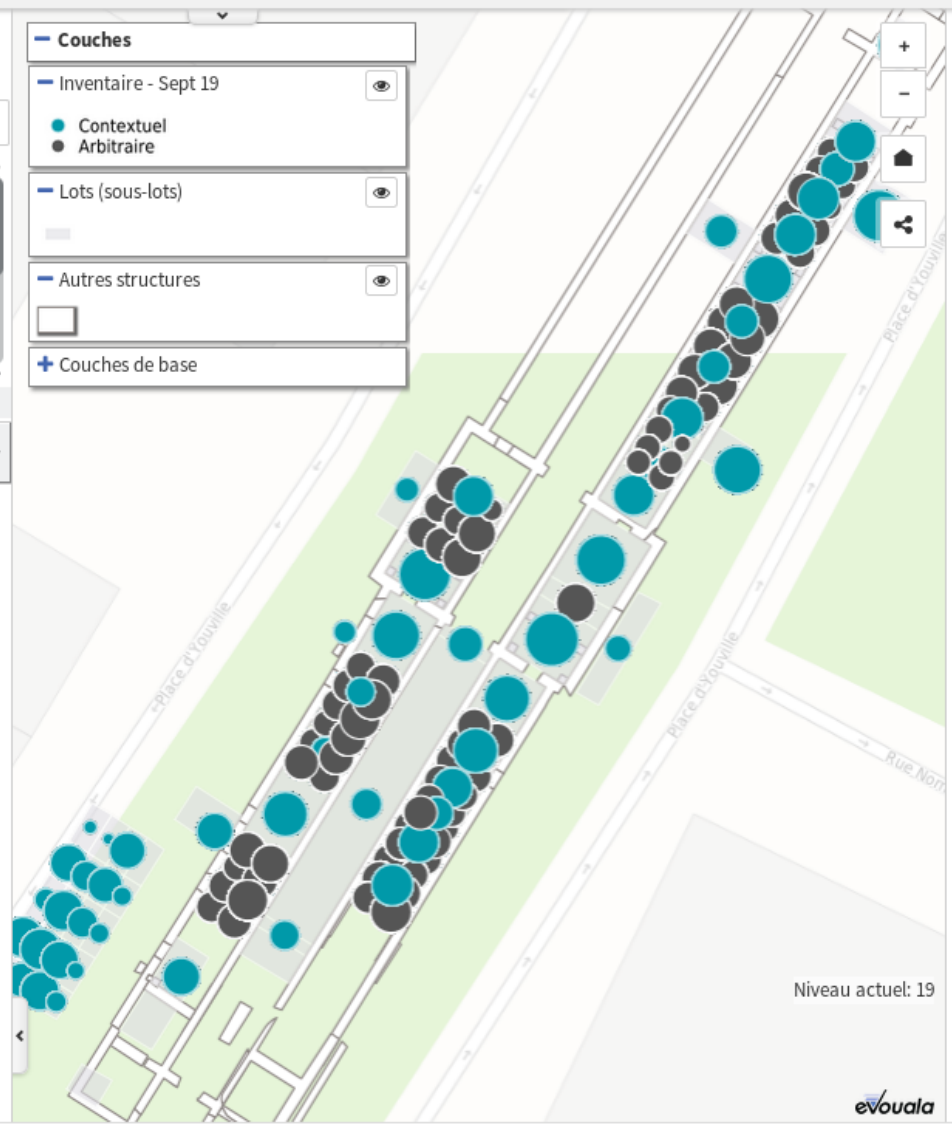 Couches
Inventaire - Sept 19
Contextuel
Arbitraire
Lots (sous-lots)
Autres structures
Couches de base
Place d'Youville
Place d'Youville
Place d'Youville
Rue
Niveau actuel: 19
evouala